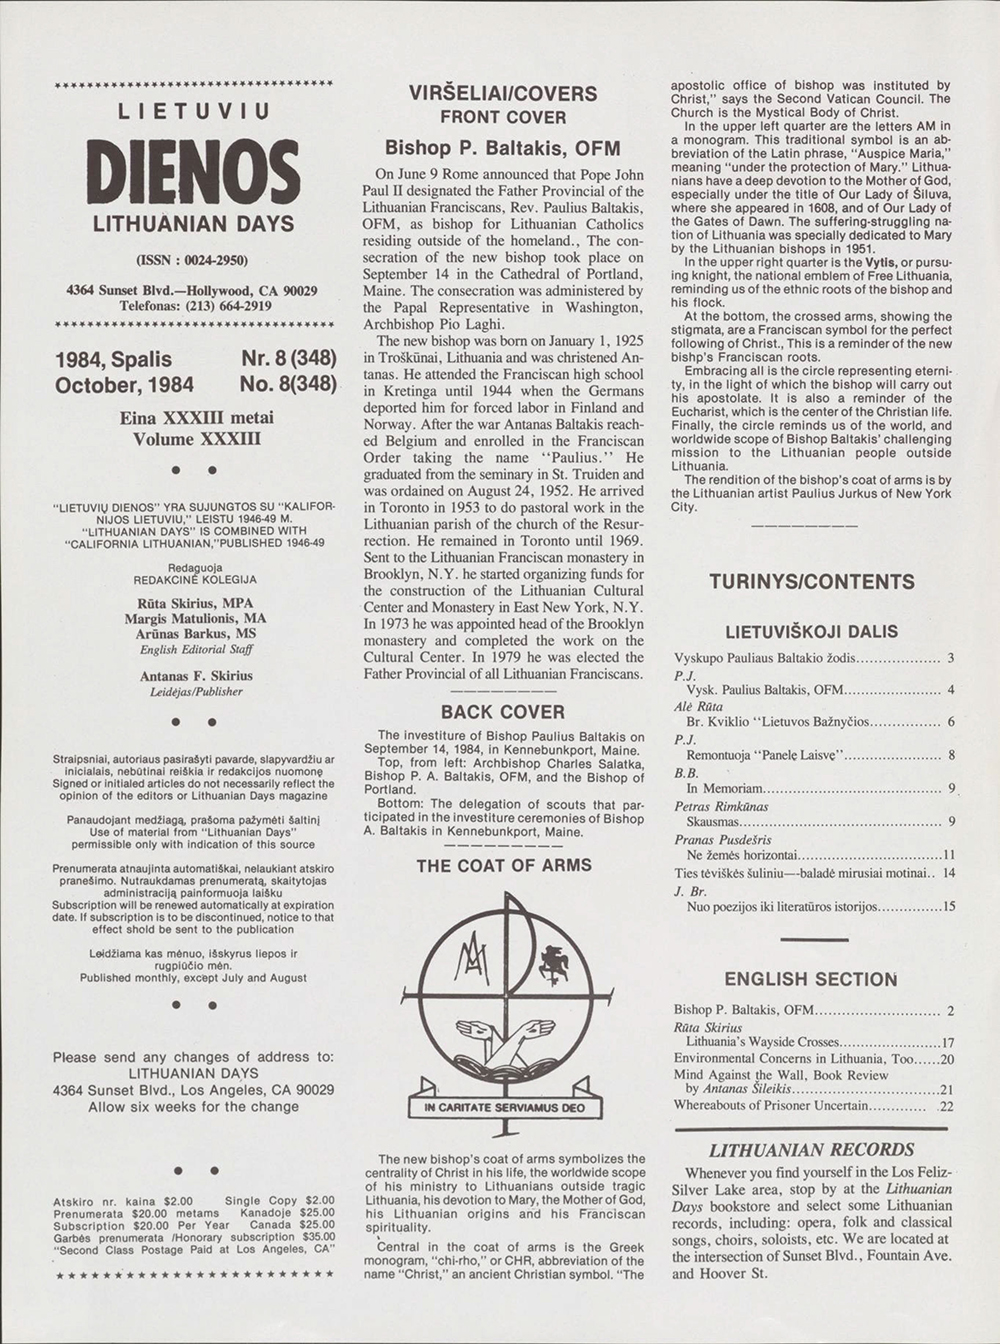 LIETUVIU
DIENOS
LITHUANIAN DAYS
(ISSN : 0024-2950)
4364 Sunset Blvd.—Hollywood, CA 90029
Telefonas: (213) 664-2919
1984, Spalis Nr. 8 (348)
October, 1984 No. 8(348)
Eina XXXIII metai
Volume XXXIII
"LIETUVIŲ DIENOS" YRA SUJUNGTOS SU "KALIFOR-
NIJOS LIETUVIU," LEISTU 1946-49 M.
"LITHUANIAN DAYS" IS COMBINED WITH
"CALIFORNIA LITHUANIAN,"PUBLISHED 1946-49
Redaguoja
REDAKCINĖ KOLEGIJA
Rūta Skirius, MPA
Margis Matulionis, MA
Arūnas Barkus, MS
English Editorial Staff
Antanas F. Skirius
Leidėjas/Publisher
Straipsniai, autoriaus pasirašyti pavarde, slapyvardžiu ar
inicialais, nebūtinai reiškia ir redakcijos nuomonę
Signed or initialed articles do not necessarily reflect the
opinion of the editors or Lithuanian Days magazine
Panaudojant medžiagą, prašoma pažymėti šaltinį
Use of material from "Lithuanian Days"
permissible only with indication of this source
Prenumerata atnaujinta automatiškai, nelaukiant atskiro
pranešimo. Nutraukdamas prenumeratą, skaitytojas
administraciją painformuoja laišku
Subscription will be renewed automatically at expiration
date. If subscription is to be discontinued, notice to that
effect shold be sent to the publication
Leidžiama kas mėnuo, išskyrus liepos ir
rugpiūčio mėn.
Published monthly, except July and August
Please send any changes of address to:
LITHUANIAN DAYS
4364 Sunset Blvd., Los Angeles, CA 90029
Allow six weeks for the change
Atskiro nr. kaina $2.00 Single Copy $2.00
Prenumerata $20.00 metams Kanadoje $25.00
Subscription $20.00 Per Year Canada $25.00
Garbės prenumerata /Honorary subscription $35.00
"Second Class Postage Paid at Los Angeles, CA"
VIRŠELIAI/COVERS
FRONT COVER
Bishop P. Baltakis, OFM
On June 9 Rome announced that Pope John
Paul II designated the Father Provincial of the
Lithuanian Franciscans, Rev. Paulius Baltakis,
OFM, as bishop for Lithuanian Catholics
residing outside of the homeland., The con-
secration of the new bishop took place on
September 14 in the Cathedral of Portland,
Maine. The consecration was administered by
the Papal Representative in Washington,
Archbishop Pio Laghi.
The new bishop was born on January 1, 1925
in Troškūnai, Lithuania and was christened An-
tanas. He attended the Franciscan high school
in Kretinga until 1944 when the Germans
deported him for forced labor in Finland and
Norway. After the war Antanas Baltakis reach-
ed Belgium and enrolled in the Franciscan
Order taking the name "Paulius." He
graduated from the seminary in St. Truiden and
was ordained on August 24, 1952. He arrived
in Toronto in 1953 to do pastoral work in the
Lithuanian parish of the church of the Resur-
rection. He remained in Toronto until 1969.
Sent to the Lithuanian Franciscan monastery in
Brooklyn, N.Y. he started organizing funds for
the construction of the Lithuanian Cultural
Center and Monastery in East New York, N.Y.
In 1973 he was appointed head of the Brooklyn
monastery and completed the work on the
Cultural Center. In 1979 he was elected the
Father Provincial of all Lithuanian Franciscans.
BACK COVER
The investiture of Bishop Paulius Baltakis on
September 14, 1984, in Kennebunkport, Maine.
Top, from left: Archbishop Charles Salatka,
Bishop P. A. Baltakis, OFM, and the Bishop of
Portland.
Bottom: The delegation of scouts that par-
ticipated in the investiture ceremonies of Bishop
A. Baltakis in Kennebunkport, Maine.
THE COAT OF ARMS
IN CARITATE SERVIAMUS DEO
The new bishop's coat of arms symbolizes the
centrality of Christ in his life, the worldwide scope
of his ministry to Lithuanians outside tragic
Lithuania, his devotion to Mary, the Mother of God,
his Lithuanian origins and his Franciscan
spirituality.
Central in the coat of arms is the Greek
monogram, "chi-rho," or CHR, abbreviation of the
name "Christ," an ancient Christian symbol. "The
apostolic office of bishop was instituted by
Christ," says the Second Vatican Council. The
Church is the Mystical Body of Christ.
In the upper left quarter are the letters AM in
a monogram. This traditional symbol is an ab-
breviation of the Latin phrase, "Auspice Maria,"
meaning "under the protection of Mary." Lithua-
nians have a deep devotion to the Mother of God,
especially under the title of Our Lady of Šiluva,
where she appeared in 1608, and of Our Lady of
the Gates of Dawn. The suffering-struggling na-
tion of Lithuania was specially dedicated to Mary
by the Lithuanian bishops in 1951.
In the upper right quarter is the Vytis, or pursu-
ing knight, the national emblem of Free Lithuania,
reminding us of the ethnic roots of the bishop and
his flock.
At the bottom, the crossed arms, showing the
stigmata, are a Franciscan symbol for the perfect
following of Christ., This is a reminder of the new
bishp's Franciscan roots.
Embracing all is the circle representing eterni-
ty, in the light of which the bishop will carry out
his apostolate. It is also a reminder of the
Eucharist, which is the center of the Christian life.
Finally, the circle reminds us of the world, and
worldwide scope of Bishop Baltakis' challenging
mission to the Lithuanian people outside
Lithuania.
The rendition of the bishop's coat of arms is by
the Lithuanian artist Paulius Jurkus of New York
City.
TURINYS/CONTENTS
LIETUVIŠKOJI DALIS
Vyskupo Pauliaus Baltakio žodis................... 3
P.J.
Vysk. Paulius Baltakis, OFM...................... 4
Alė Rūta
Br. Kviklio "Lietuvos Bažnyčios................ 6
P.J.
Remontuoja "Panelę Laisvę"...................... 8
B.B.
In Memoriam........................................ 9
Petras Rimkūnas
Skausmas............................................. 9
Pranas Pusdešris
Ne žemės horizontai................................11
Ties tėviškės šuliniu—-baladė mirusiai motinai.. 14
J. Br.
Nuo poezijos iki literatūros istorijos..............15
ENGLISH SECTION
Bishop P. Baltakis, OFM............................ 2
Rūta Skirius
Lithuania's Wayside Crosses.......................17
Environmental Concerns in Lithuania, Too......20
Mind Against the Wall, Book Review
by Antanas Šileikis.................................21
Whereabouts of Prisoner Uncertain............. 22
LITHUANIAN RECORDS
Whenever you find yourself in the Los Feliz-
Silver Lake area, stop by at the Lithuanian
Days bookstore and select some Lithuanian
records, including: opera, folk and classical
songs, choirs, soloists, etc. We are located at
the intersection of Sunset Blvd., Fountain Ave.
and Hoover St.